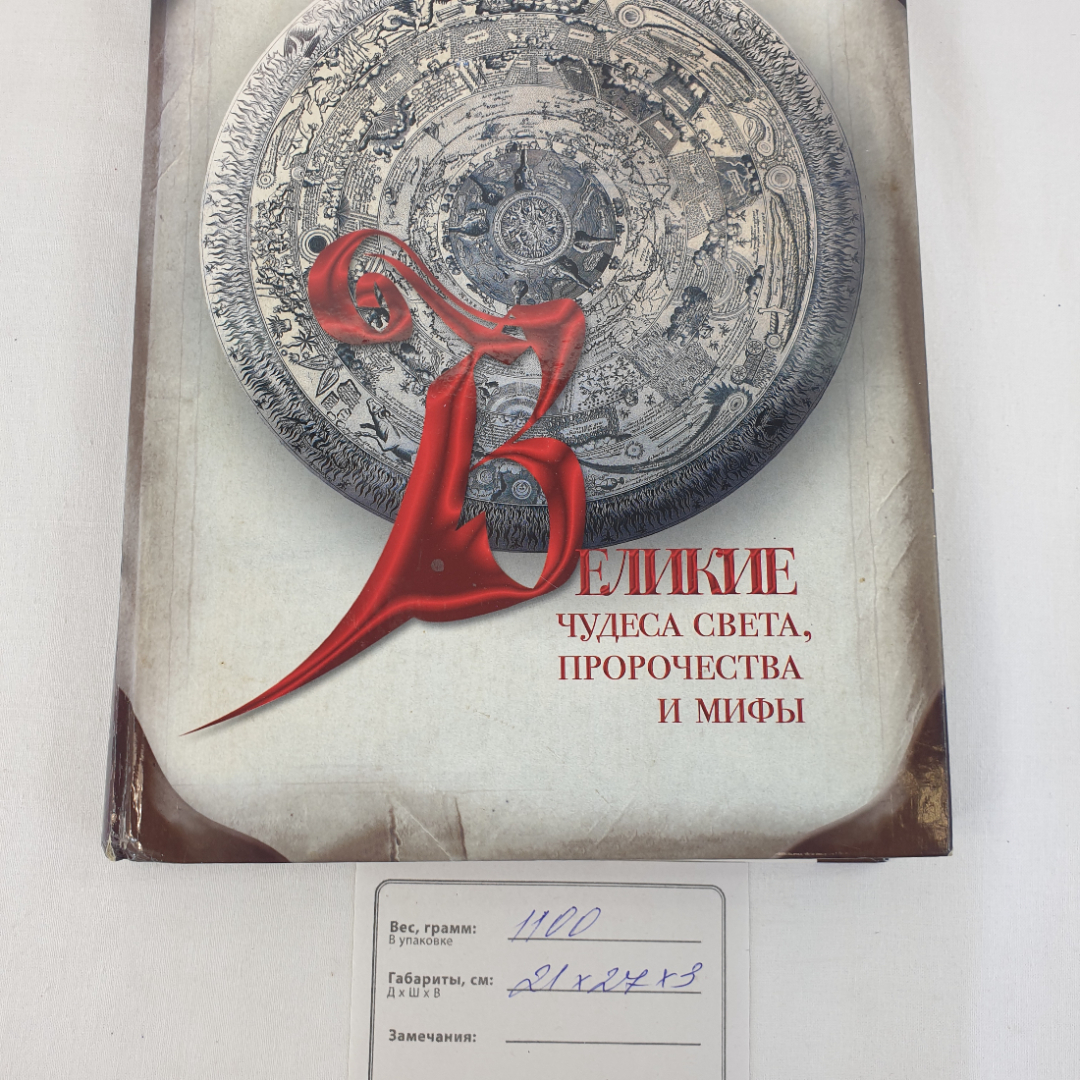 ВЕЛИКИЕ
ЧУДЕСА СВЕТА,
ПРОРОЧЕСТВА
И МИФЫ
Вес, грамм: 1100
В упаковке
Габариты, см: 21 x 27 x 3
Д x Ш x В
Замечания: